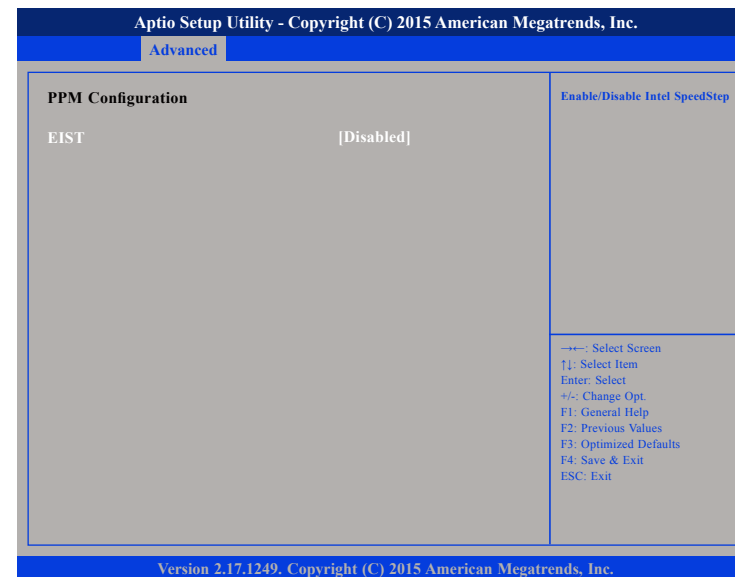 Aptio Setup Utility - Copyright (C) 2015 American Megatrends, Inc.
Advanced
PPM Configuration
EIST [Disabled]
Enable/Disable Intel SpeedStep
→←: Select Screen
↑↓: Select Item
Enter: Select
+/-: Change Opt.
F1: General Help
F2: Previous Values
F3: Optimized Defaults
F4: Save & Exit
ESC: Exit
Version 2.17.1249. Copyright (C) 2015 American Megatrends, Inc.